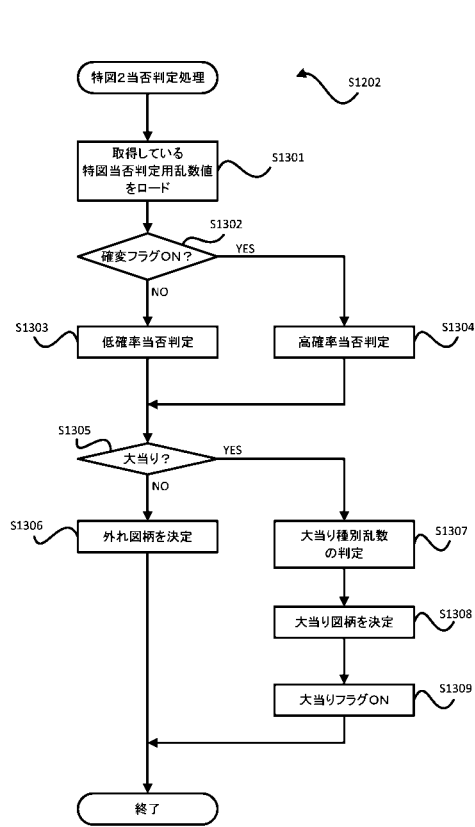 特図２当否判定処理
S1202
取得している
特図当否判定用乱数値
をロード
S1301
S1302
確変フラグON？
YES
NO
S1303
低確率当否判定
高確率当否判定
S1304
S1305
大当り？
YES
NO
S1306
外れ図柄を決定
大当り種別乱数
の判定
S1307
大当り図柄を決定
S1308
大当りフラグON
S1309
終了